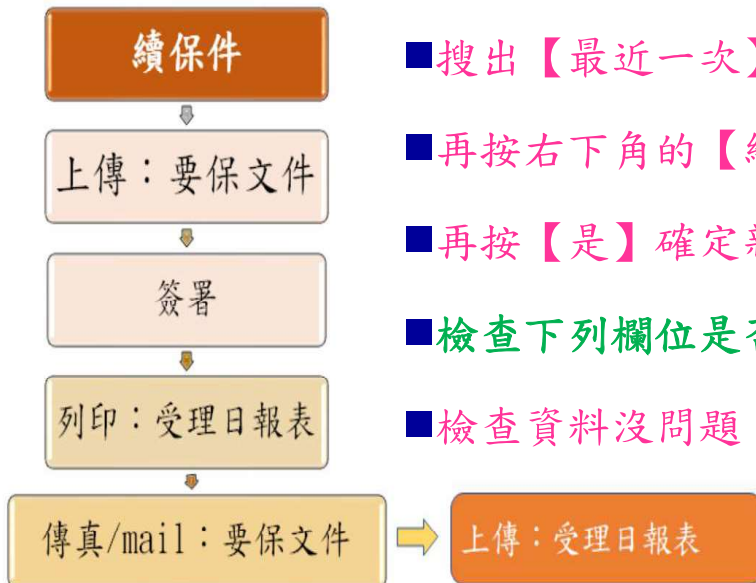 續保件
上傳：要保文件
簽署
列印：受理日報表
傳真/mail：要保文件
上傳：受理日報表
■搜出【最近一次】
■再按右下角的【
■再按【是】確定
■檢查下列欄位是
■檢查資料沒問題